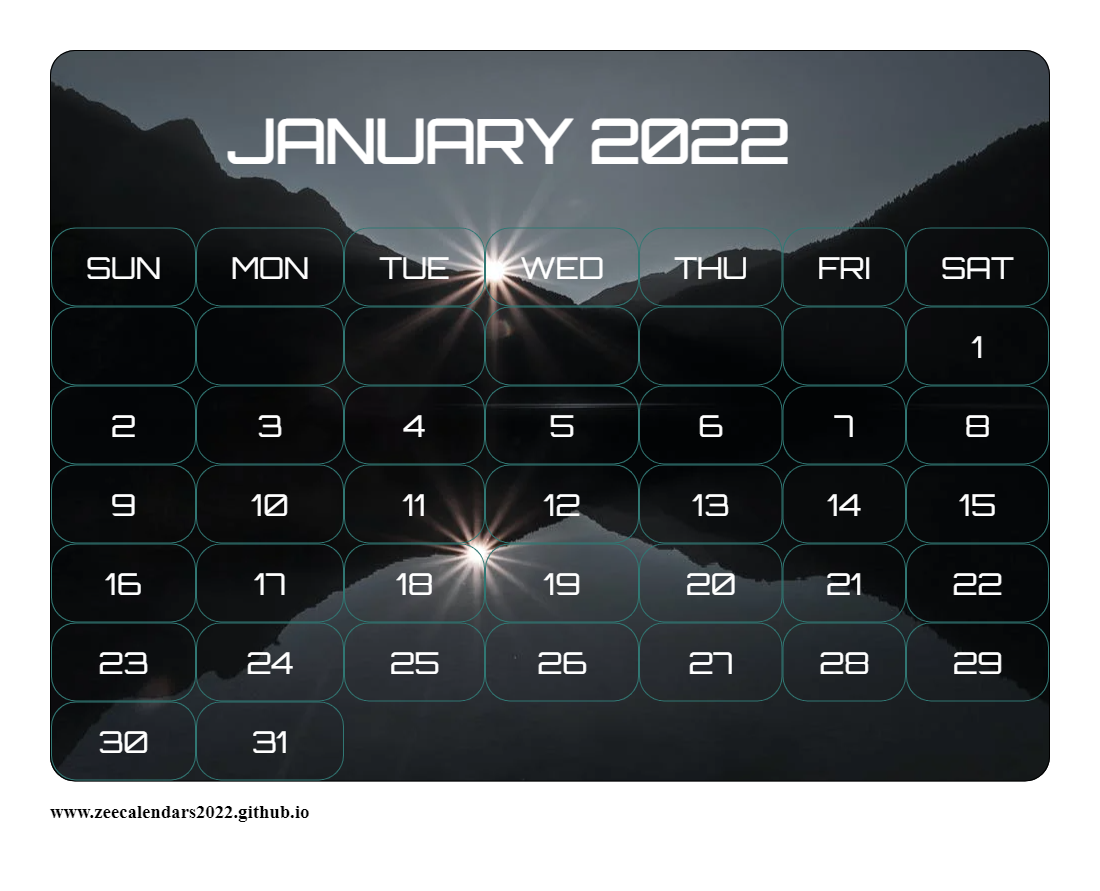 JANUARY 2022
SUN MON TUE WED THU FRI SAT
1
2 3 4 5 6 7 8
9 10 11 12 13 14 15
16 17 18 19 20 21 22
23 24 25 26 27 28 29
30 31
www.zeecalendars2022.github.io